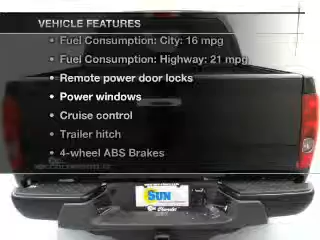 VEHICLE FEATURES
• Fuel Consumption: City: 16 mpg
• Fuel Consumption: Highway: 21 mpg
• Remote power door locks
• Power windows
• Cruise control
• Trailer hitch
• 4-wheel ABS Brakes
SUN
Chevrolet